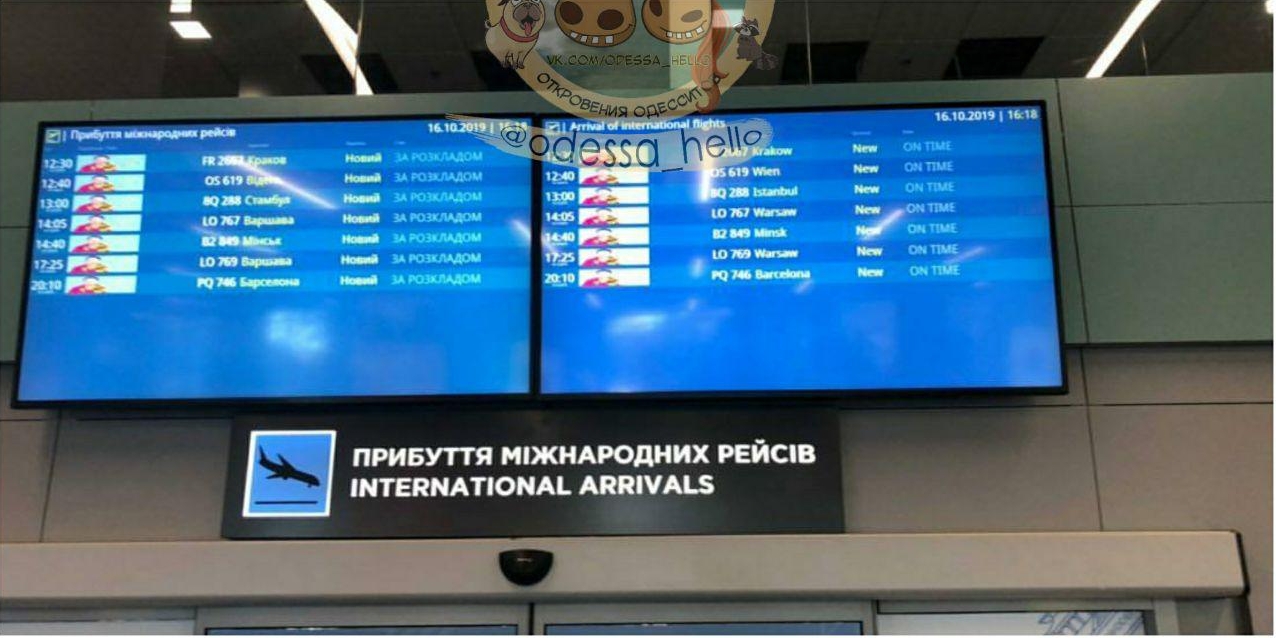 VK.COM/ODESSA_HELLO
ОТКРОВЕНИЯ ОДЕССИТА
@odessa_hello
Прибуття міжнародних рейсів 16.10.2019 | 16:18
12:30 FR 2667 Краков Новий ЗА РОЗКЛАДОМ
12:40 OS 619 Відень Новий ЗА РОЗКЛАДОМ
13:00 8Q 288 Стамбул Новий ЗА РОЗКЛАДОМ
14:05 LO 767 Варшава Новий ЗА РОЗКЛАДОМ
14:40 B2 849 Мінськ Новий ЗА РОЗКЛАДОМ
17:25 LO 769 Варшава Новий ЗА РОЗКЛАДОМ
20:10 PQ 746 Барселона Новий ЗА РОЗКЛАДОМ
Arrival of international flights 16.10.2019 | 16:18
Krakow New ON TIME
12:40 OS 619 Wien New ON TIME
13:00 8Q 288 Istanbul New ON TIME
14:05 LO 767 Warsaw New ON TIME
14:40 B2 849 Minsk New ON TIME
17:25 LO 769 Warsaw New ON TIME
20:10 PQ 746 Barcelona New ON TIME
ПРИБУТТЯ МІЖНАРОДНИХ РЕЙСІВ
INTERNATIONAL ARRIVALS